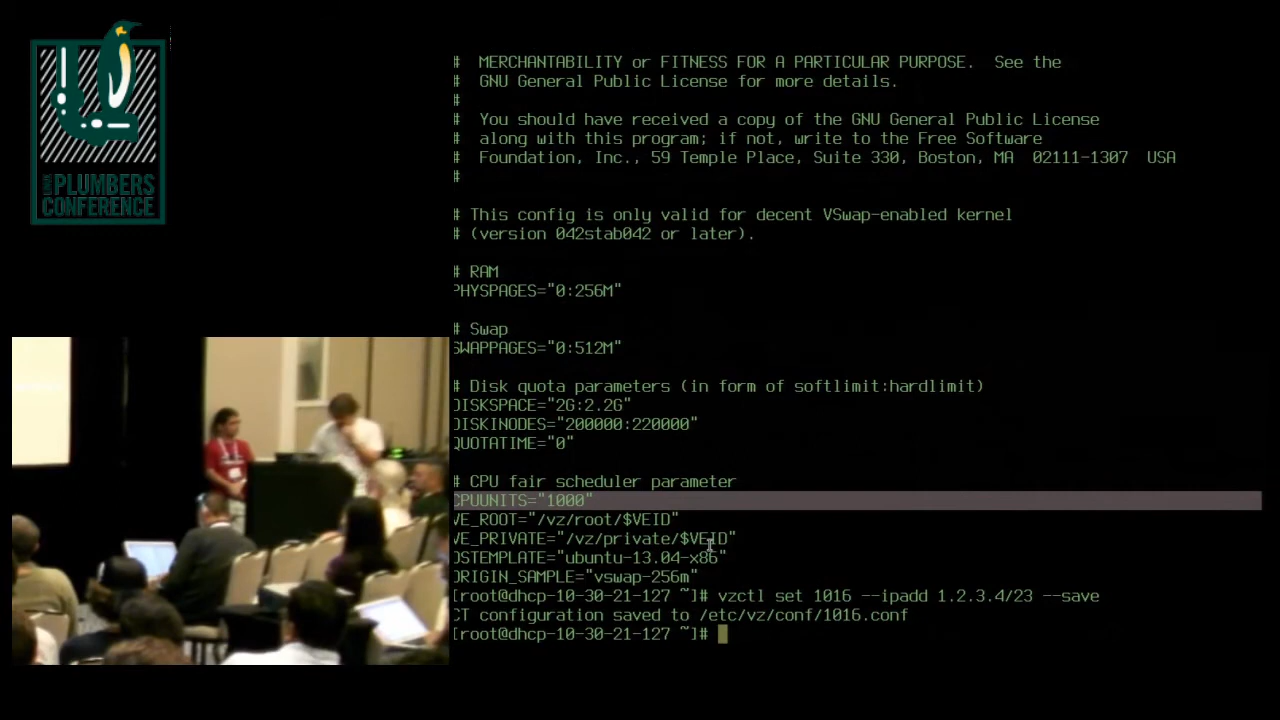 LINUX
PLUMBERS
CONFERENCE
#  MERCHANTABILITY or FITNESS FOR A PARTICULAR PURPOSE.  See the
#  GNU General Public License for more details.
#
#  You should have received a copy of the GNU General Public License
#  along with this program; if not, write to the Free Software
#  Foundation, Inc., 59 Temple Place, Suite 330, Boston, MA  02111-1307  USA
#
# This config is only valid for decent VSwap-enabled kernel
# (version 042stab042 or later).
# RAM
PHYSPAGES="0:256M"
# Swap
SWAPPAGES="0:512M"
# Disk quota parameters (in form of softlimit:hardlimit)
DISKSPACE="2G:2.2G"
DISKINODES="200000:220000"
QUOTATIME="0"
# CPU fair scheduler parameter
CPUUNITS="1000"
VE_ROOT="/vz/root/$VEID"
VE_PRIVATE="/vz/private/$VEID"
OSTEMPLATE="ubuntu-13.04-x86"
ORIGIN_SAMPLE="vswap-256m"
[root@dhcp-10-30-21-127 ~]# vzctl set 1016 --ipadd 1.2.3.4/23 --save
CT configuration saved to /etc/vz/conf/1016.conf
[root@dhcp-10-30-21-127 ~]#